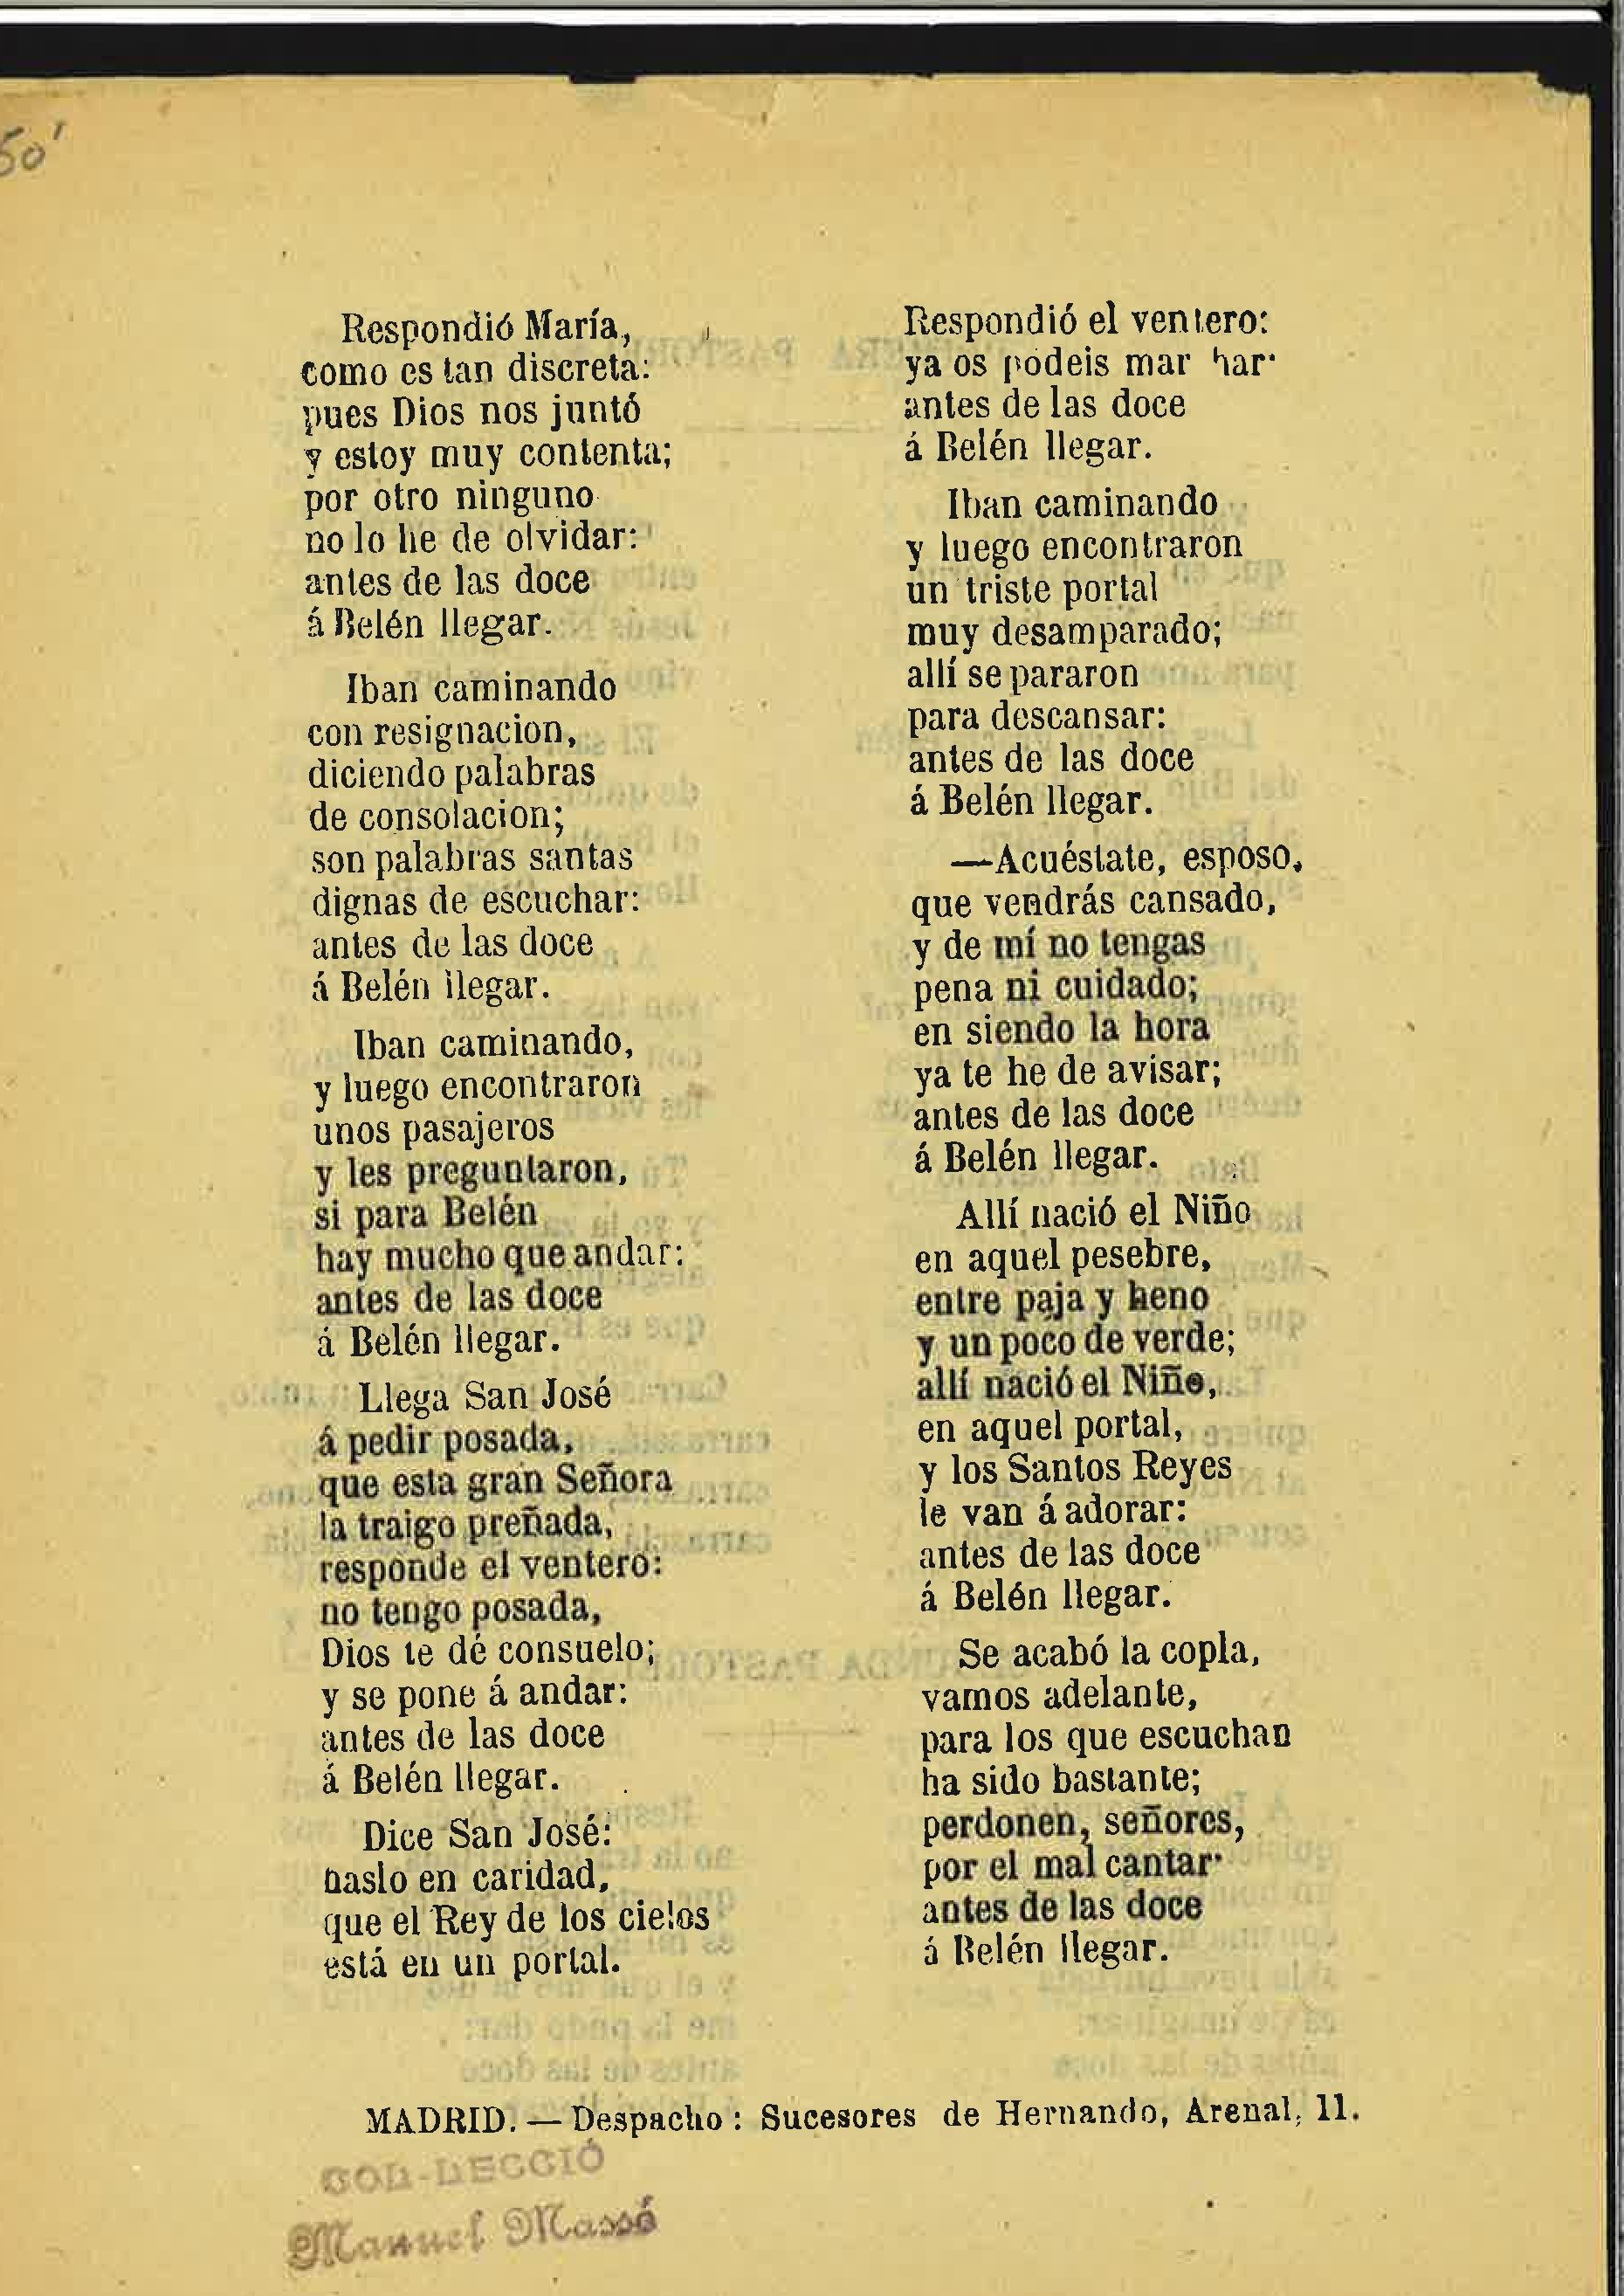 50'
Respondió María,
como es tan discreta:
pues Dios nos juntó
y estoy muy contenta;
por otro ninguno
no lo he de olvidar:
antes de las doce
á Belén llegar.
Iban caminando
con resignacion,
diciendo palabras
de consolacion;
son palabras santas
dignas de escuchar:
antes de las doce
á Belén llegar.
Iban caminando,
y luego encontraron
unos pasajeros
y les preguntaron,
si para Belén
hay mucho que andar:
antes de las doce
á Belén llegar.
Llega San José
á pedir posada,
que esta gran Señora
la traigo preñada,
responde el ventero:
no tengo posada,
Dios te dé consuelo;
y se pone á andar:
antes de las doce
á Belén llegar.
Dice San José:
haslo en caridad,
que el Rey de los cielos
está en un portal.
Respondió el ventero:
ya os podeis mar har·
antes de las doce
á Belén llegar.
Iban caminando
y luego encontraron
un triste portal
muy desamparado;
allí se pararon
para descansar:
antes de las doce
á Belén llegar.
—Acuéstate, esposo,
que vendrás cansado,
y de mí no tengas
pena ni cuidado;
en siendo la hora
ya te he de avisar;
antes de las doce
á Belén llegar.
Allí nació el Niño
en aquel pesebre,
entre paja y heno
y un poco de verde;
allí nació el Niño,
en aquel portal,
y los Santos Reyes
le van á adorar:
antes de las doce
á Belén llegar.
Se acabó la copla,
vamos adelante,
para los que escuchan
ha sido bastante;
perdonen, señores,
por el mal cantar·
antes de las doce
á Belén llegar.
MADRID. — Despacho: Sucesores de Hernando, Arenal, 11.
COL-LECCIÓ
Manuel Massó